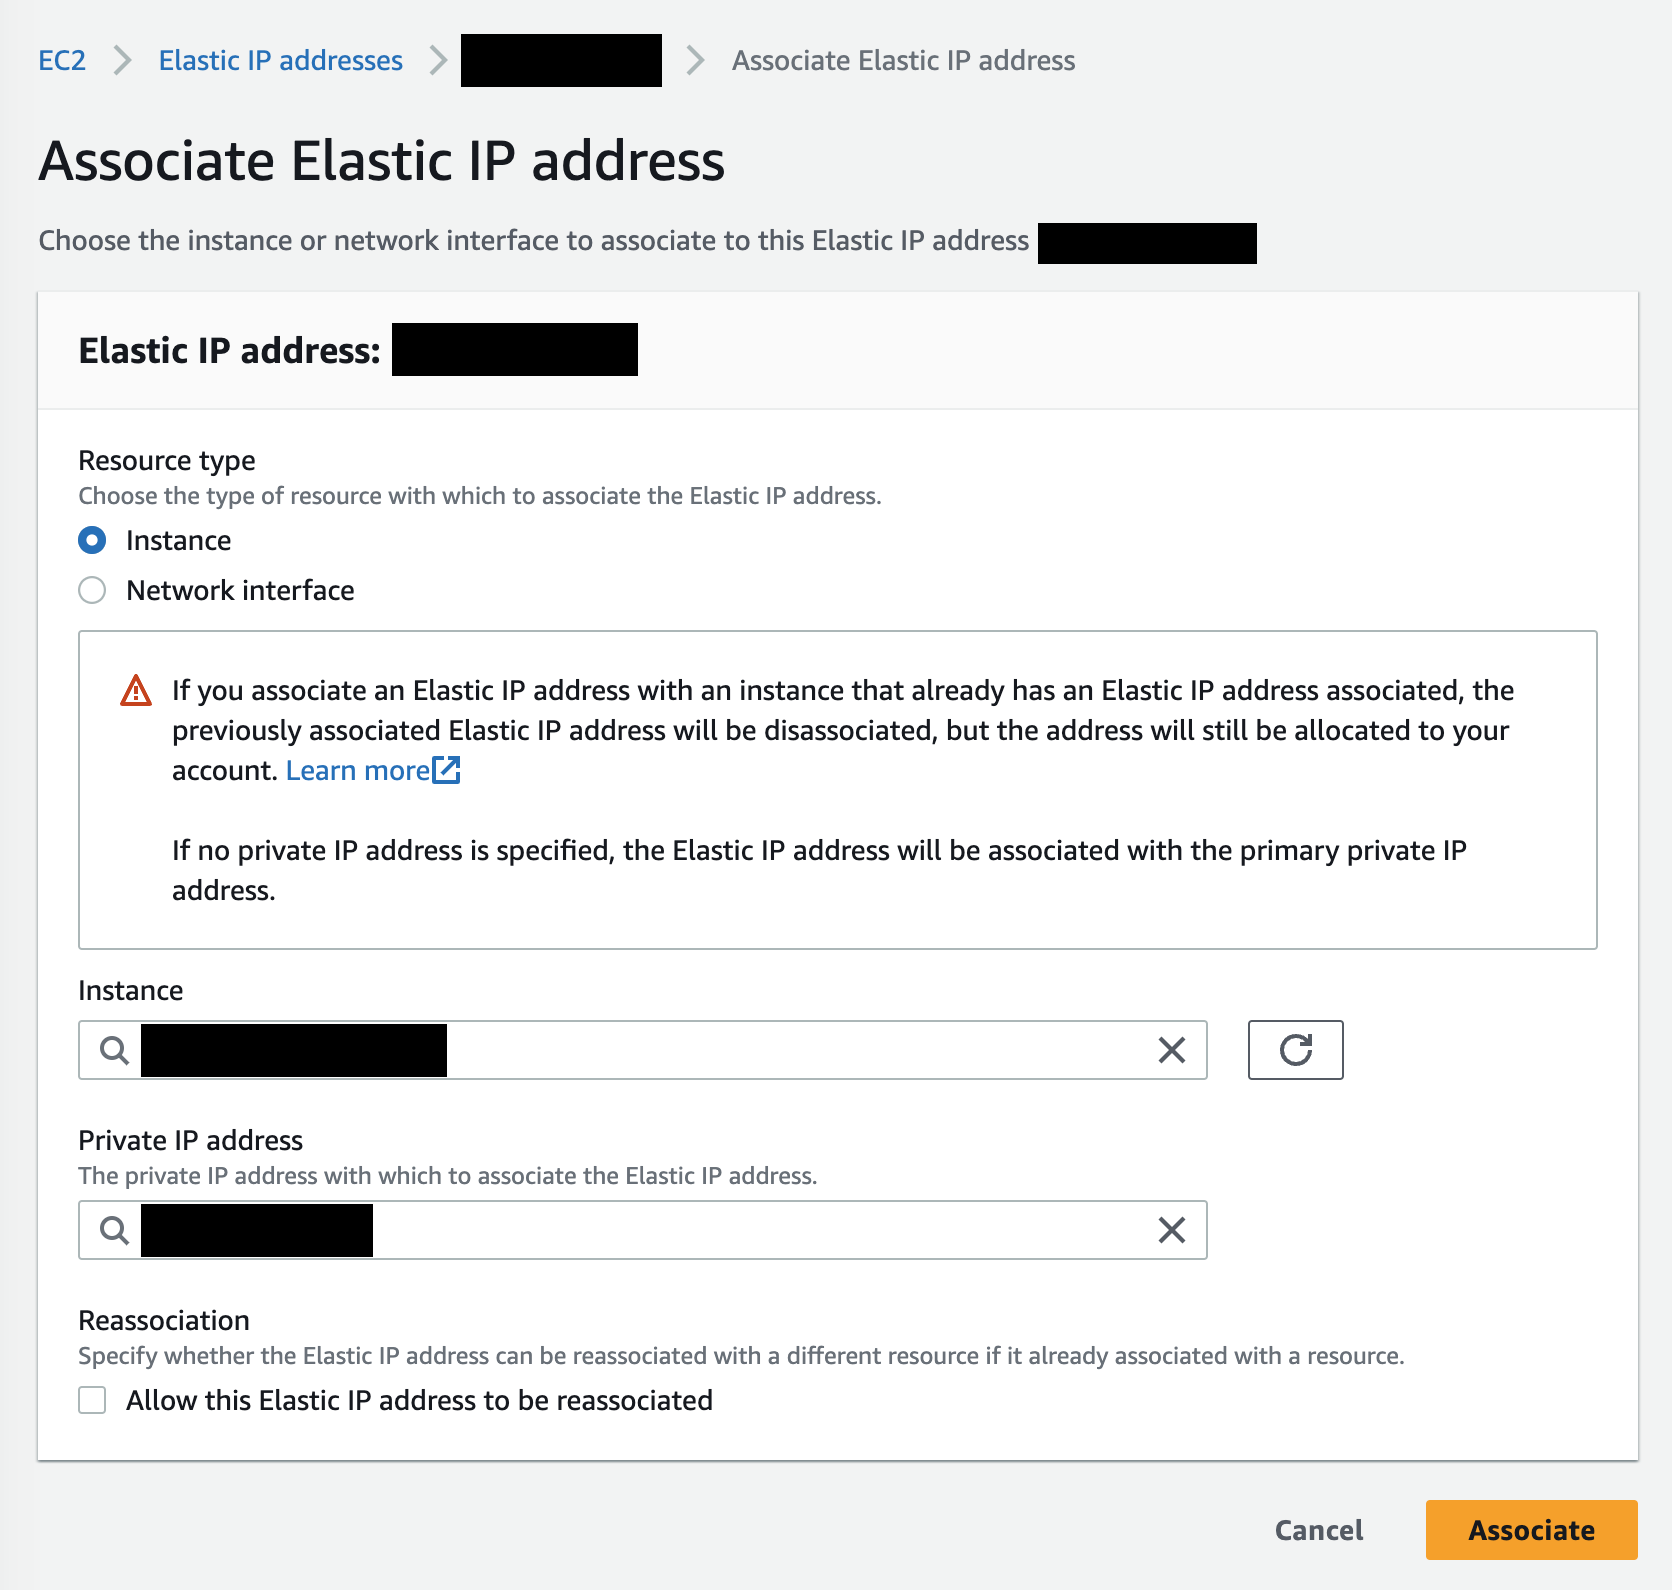 EC2 > Elastic IP addresses > > Associate Elastic IP address
Associate Elastic IP address
Choose the instance or network interface to associate to this Elastic IP address
Elastic IP address:
Resource type
Choose the type of resource with which to associate the Elastic IP address.
Instance
Network interface
If you associate an Elastic IP address with an instance that already has an Elastic IP address associated, the
previously associated Elastic IP address will be disassociated, but the address will still be allocated to your
account. Learn more
If no private IP address is specified, the Elastic IP address will be associated with the primary private IP
address.
Instance
Private IP address
The private IP address with which to associate the Elastic IP address.
Reassociation
Specify whether the Elastic IP address can be reassociated with a different resource if it already associated with a resource.
Allow this Elastic IP address to be reassociated
Cancel Associate